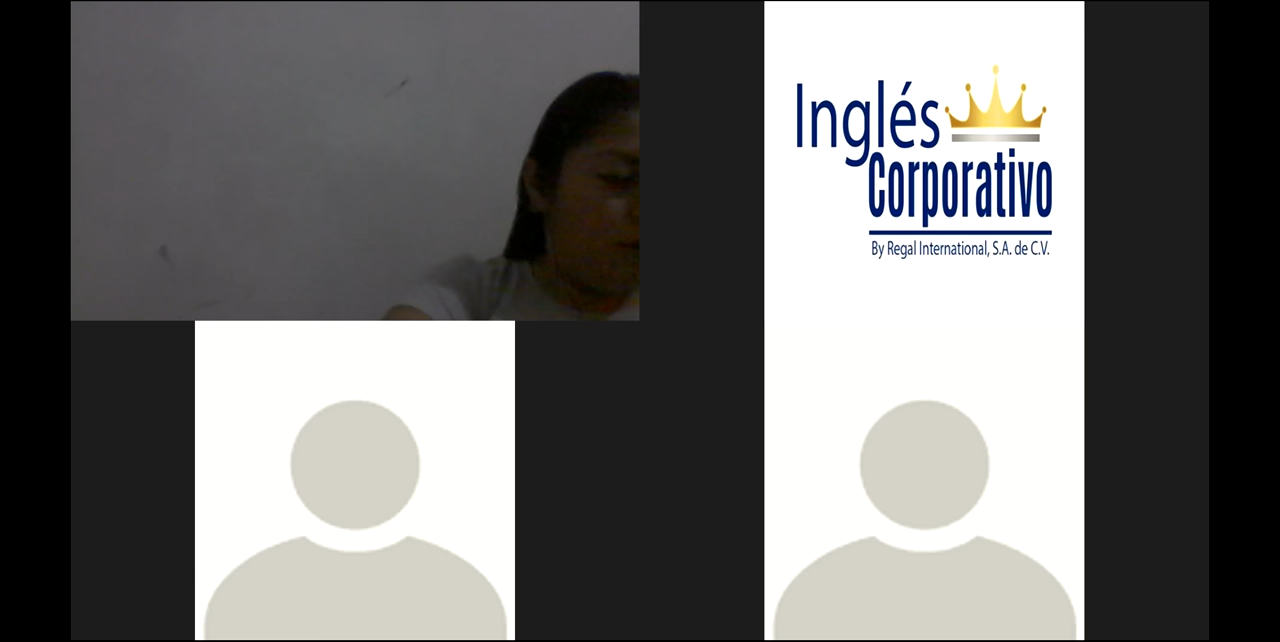 Inglés
Corporativo
By Regal International, S.A. de C.V.